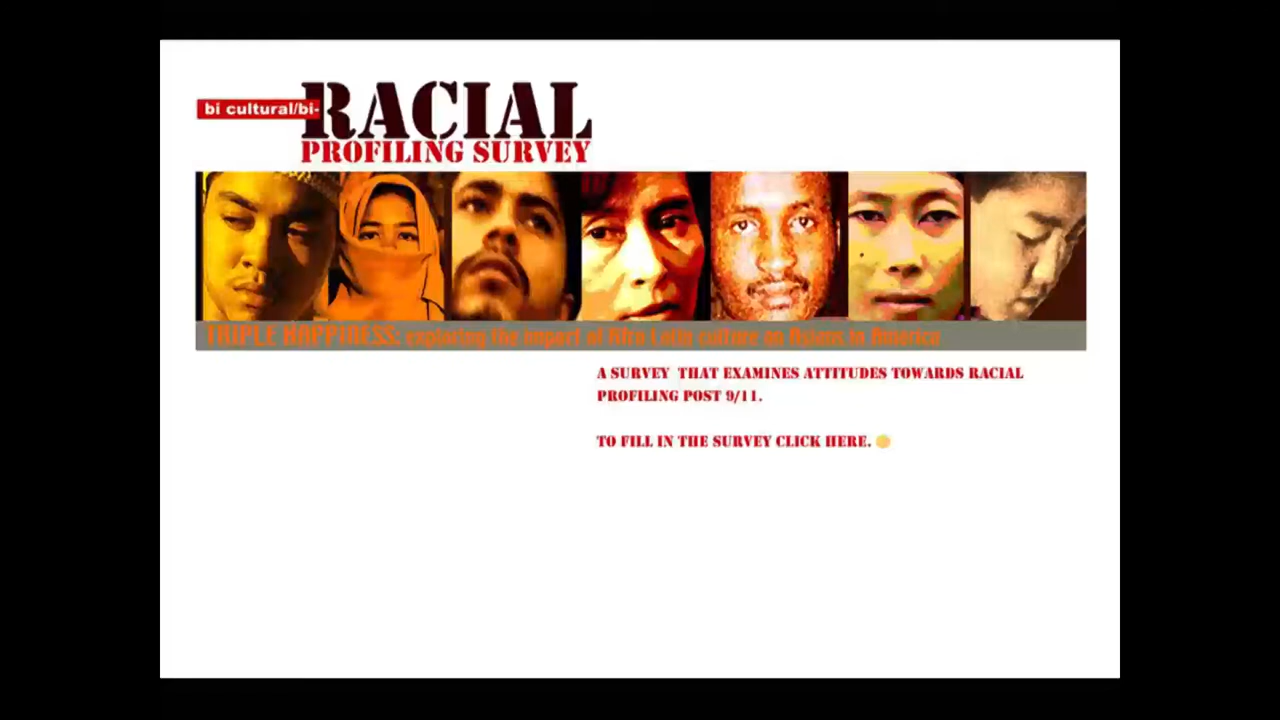 bi cultural/bi-
RACIAL
PROFILING SURVEY
TRIPLE HAPPINESS: exploring the impact of Afro Latin culture on Asians in America
A SURVEY THAT EXAMINES ATTITUDES TOWARDS RACIAL
PROFILING POST 9/11.
TO FILL IN THE SURVEY CLICK HERE.